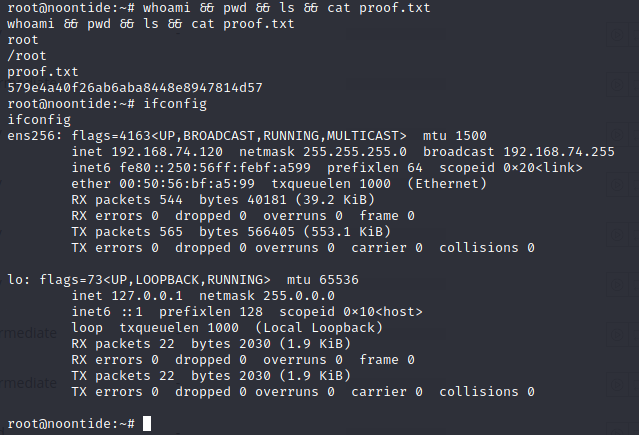 root@noontide:~# whoami && pwd && ls && cat proof.txt
whoami && pwd && ls && cat proof.txt
root
/root
proof.txt
579e4a40f26ab6aba8448e8947814d57
root@noontide:~# ifconfig
ifconfig
ens256: flags=4163<UP,BROADCAST,RUNNING,MULTICAST>  mtu 1500
        inet 192.168.74.120  netmask 255.255.255.0  broadcast 192.168.74.255
        inet6 fe80::250:56ff:febf:a599  prefixlen 64  scopeid 0×20<link>
        ether 00:50:56:bf:a5:99  txqueuelen 1000  (Ethernet)
        RX packets 544  bytes 40181 (39.2 KiB)
        RX errors 0  dropped 0  overruns 0  frame 0
        TX packets 565  bytes 566405 (553.1 KiB)
        TX errors 0  dropped 0 overruns 0  carrier 0  collisions 0

lo: flags=73<UP,LOOPBACK,RUNNING>  mtu 65536
        inet 127.0.0.1  netmask 255.0.0.0
        inet6 ::1  prefixlen 128  scopeid 0×10<host>
        loop  txqueuelen 1000  (Local Loopback)
        RX packets 22  bytes 2030 (1.9 KiB)
        RX errors 0  dropped 0  overruns 0  frame 0
        TX packets 22  bytes 2030 (1.9 KiB)
        TX errors 0  dropped 0 overruns 0  carrier 0  collisions 0

root@noontide:~#